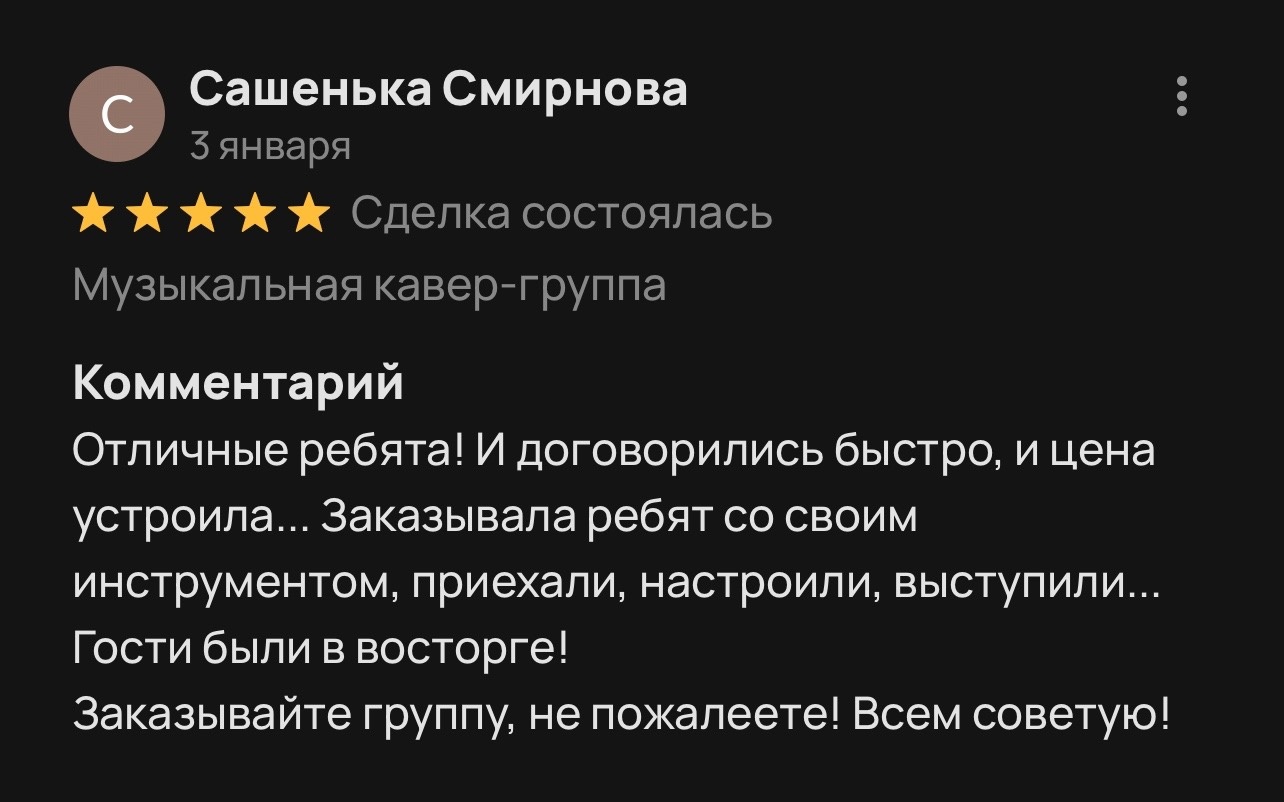 С
Сашенька Смирнова
3 января
Сделка состоялась
Музыкальная кавер-группа
Комментарий
Отличные ребята! И договорились быстро, и цена
устроила... Заказывала ребят со своим
инструментом, приехали, настроили, выступили...
Гости были в восторге!
Заказывайте группу, не пожалеете! Всем советую!